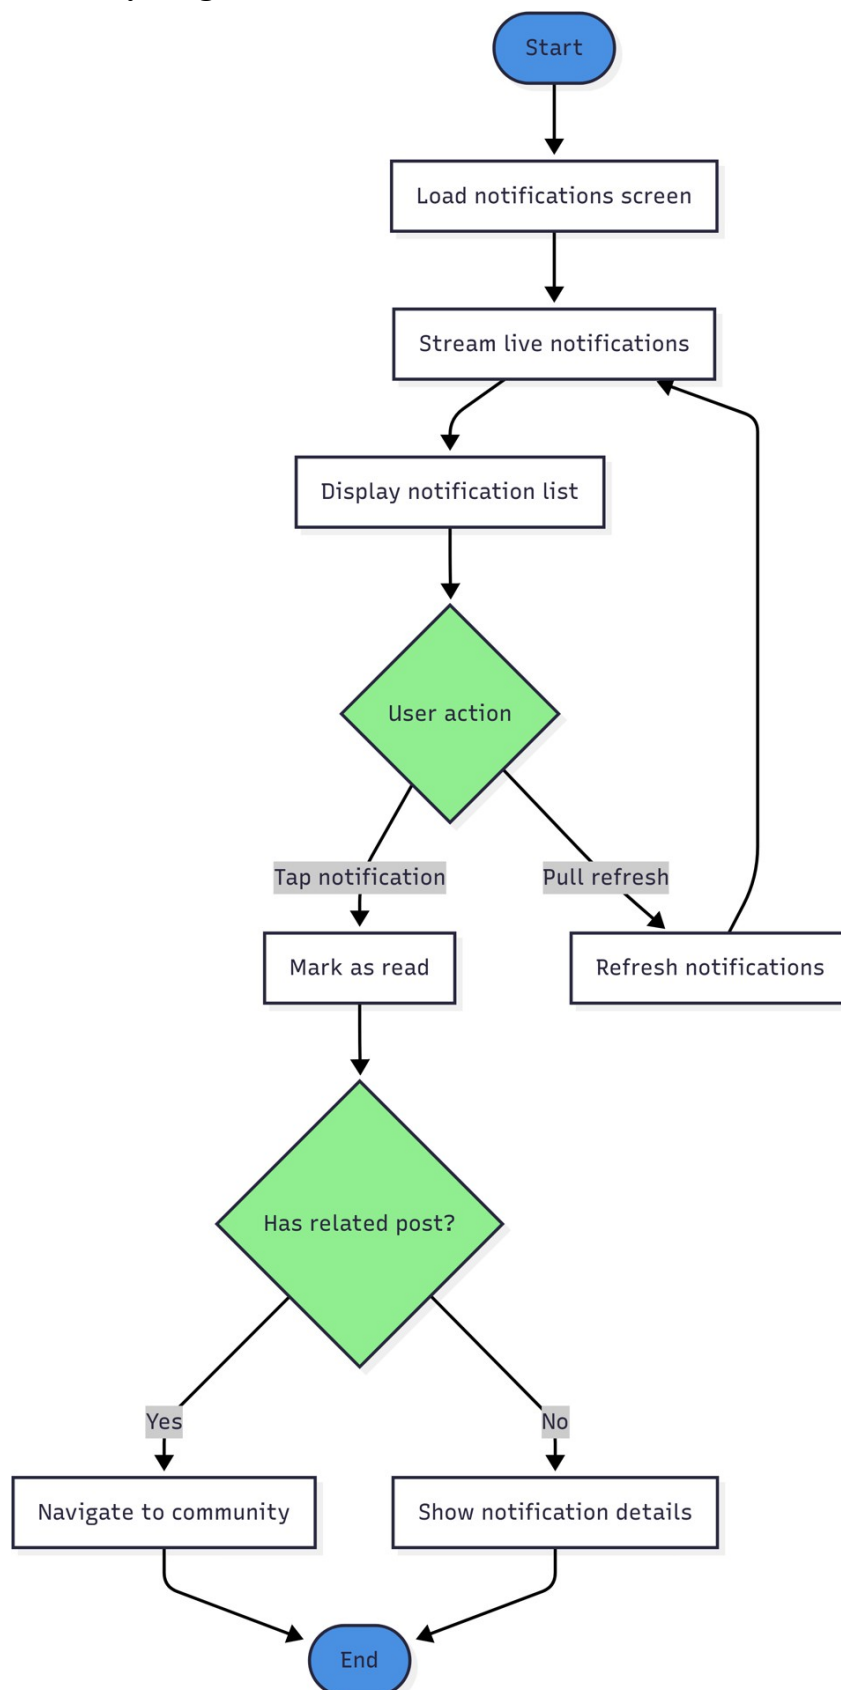 Start
Load notifications screen
Stream live notifications
Display notification list
User action
Tap notification
Pull refresh
Mark as read
Refresh notifications
Has related post?
Yes
No
Navigate to community
Show notification details
End